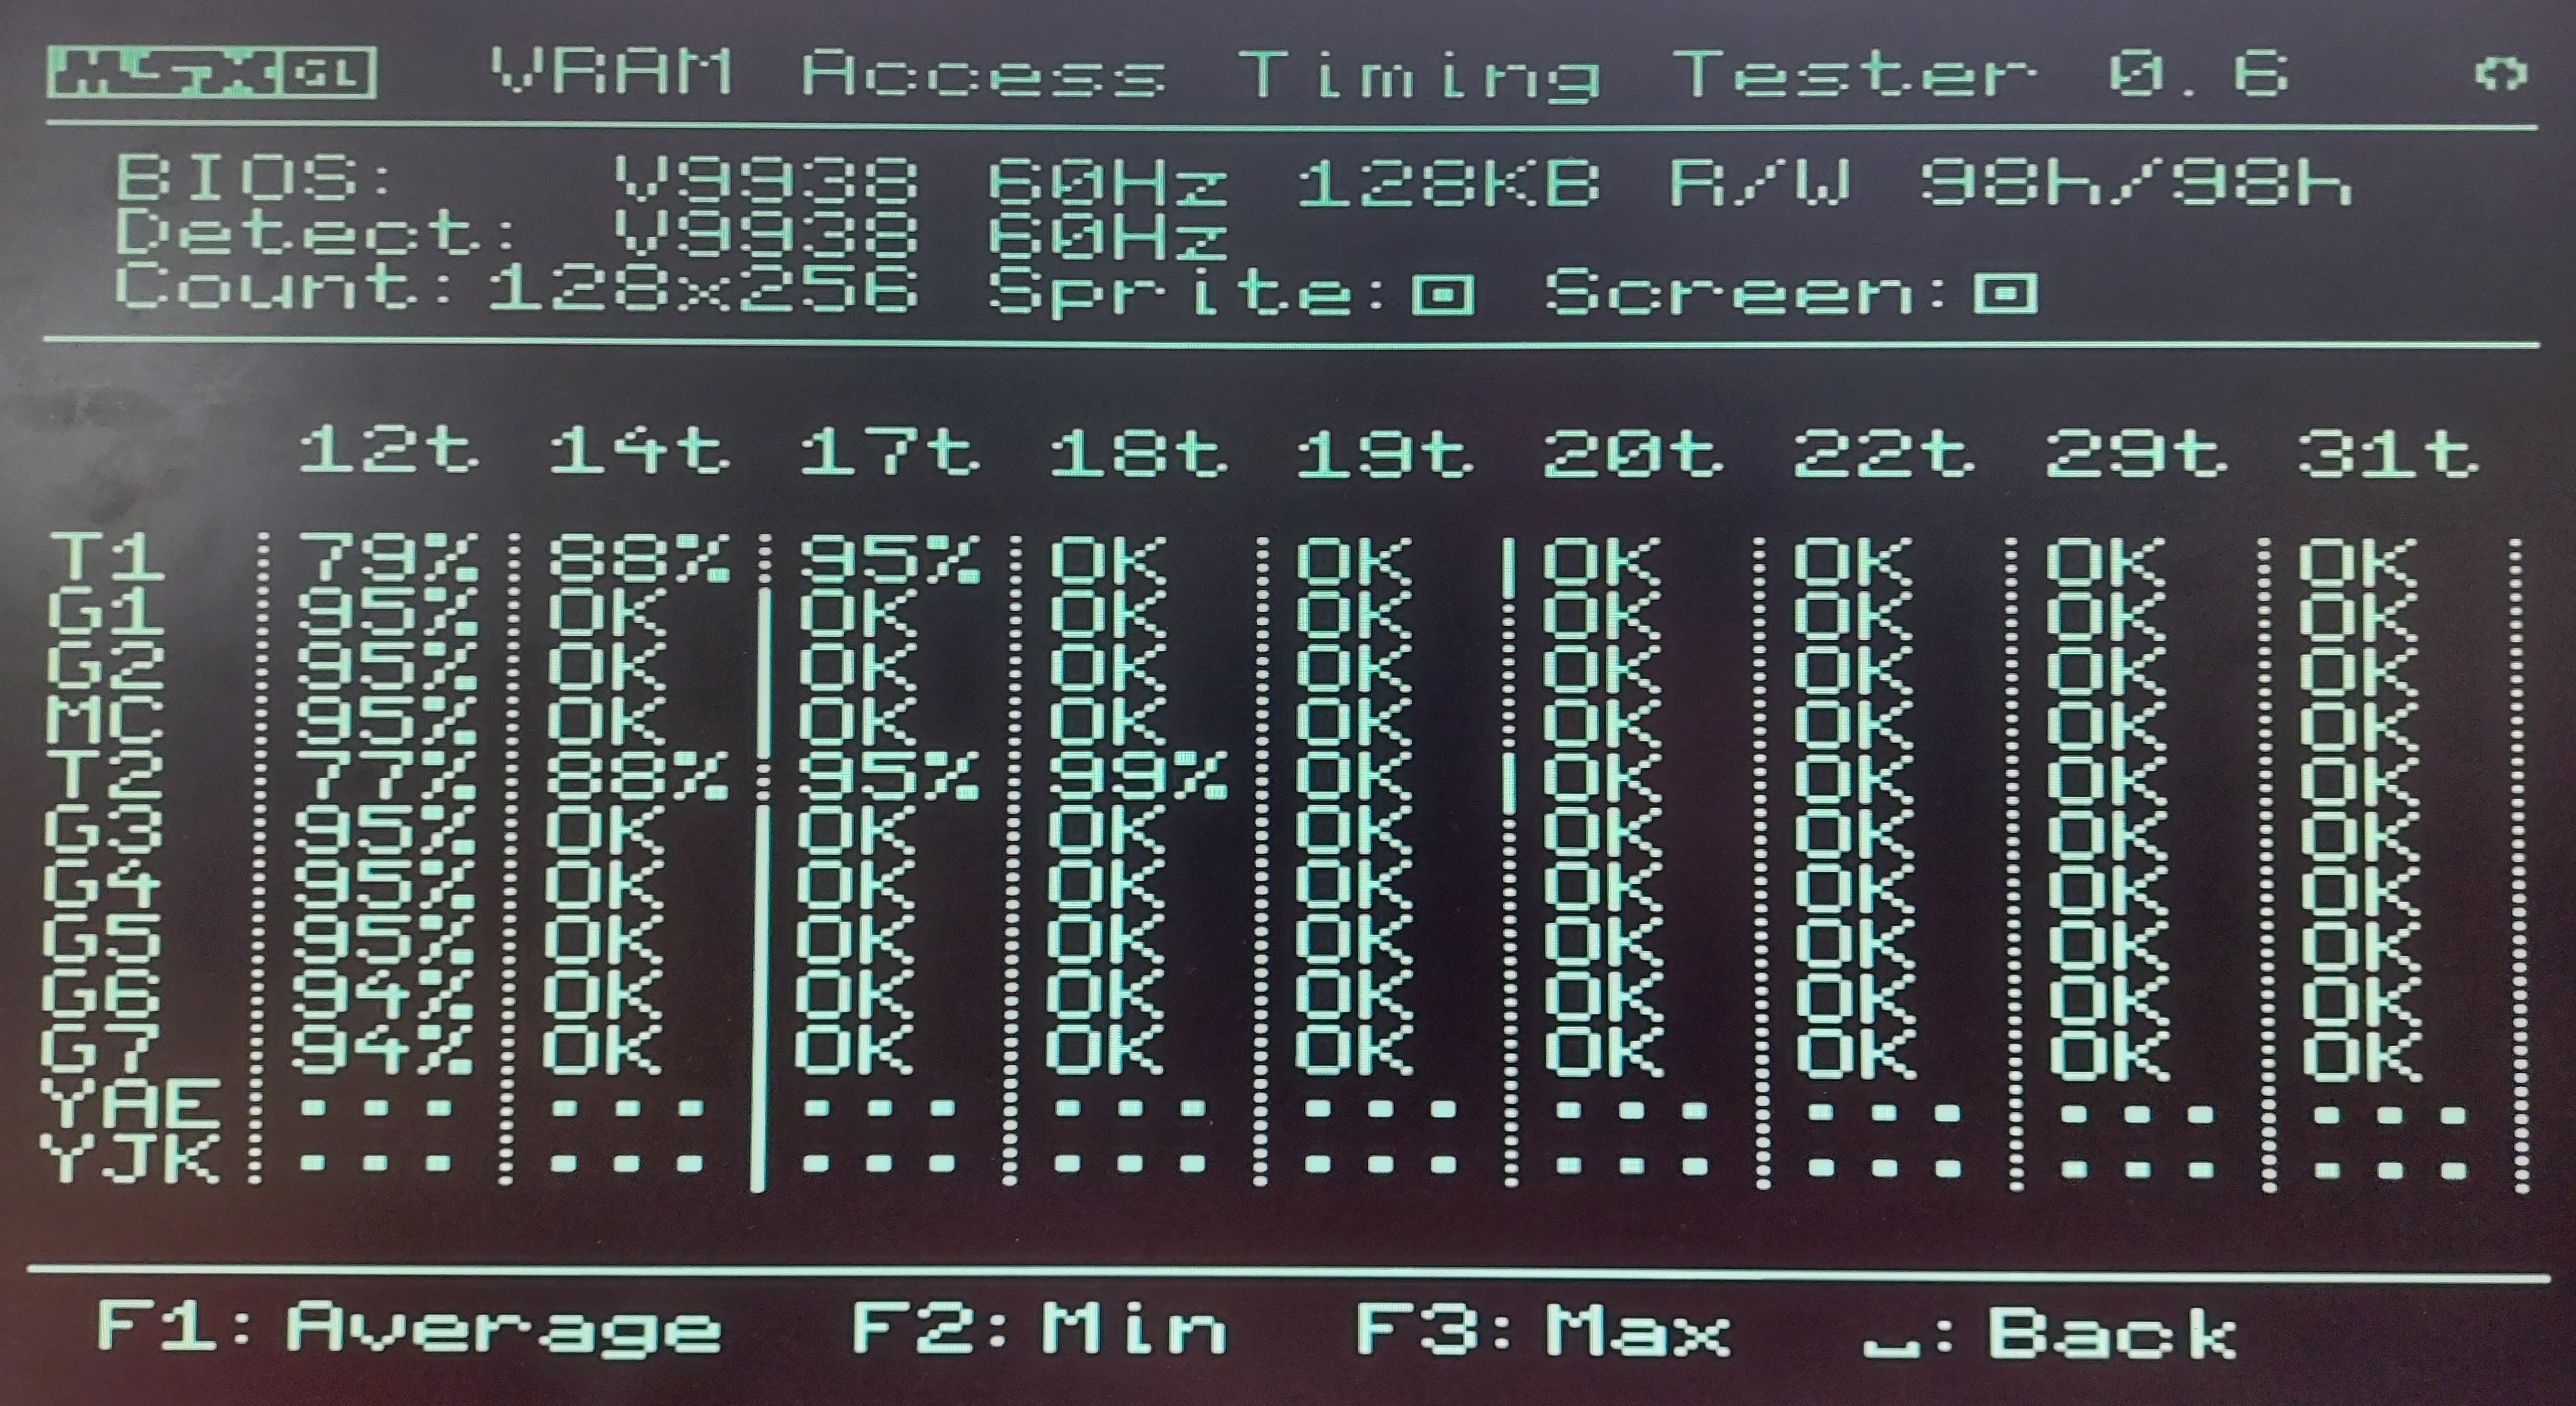 MSX GL VRAM Access Timing Tester 0.6
BIOS: V9938 60Hz 128KB R/W 98h/98h
Detect: V9938 60Hz
Count:128x256 Sprite: Screen:
12t 14t 17t 18t 19t 20t 22t 29t 31t
T1 79% 88% 95% OK OK OK OK OK OK
G1 95% OK OK OK OK OK OK OK OK
G2 95% OK OK OK OK OK OK OK OK
MC 95% OK OK OK OK OK OK OK OK
T2 77% 88% 95% 99% OK OK OK OK OK
G3 95% OK OK OK OK OK OK OK OK
G4 95% OK OK OK OK OK OK OK OK
G5 95% OK OK OK OK OK OK OK OK
G6 94% OK OK OK OK OK OK OK OK
G7 94% OK OK OK OK OK OK OK OK
YAE --- --- --- --- --- --- --- --- ---
YJK --- --- --- --- --- --- --- --- ---
F1:Average F2:Min F3:Max ␣:Back